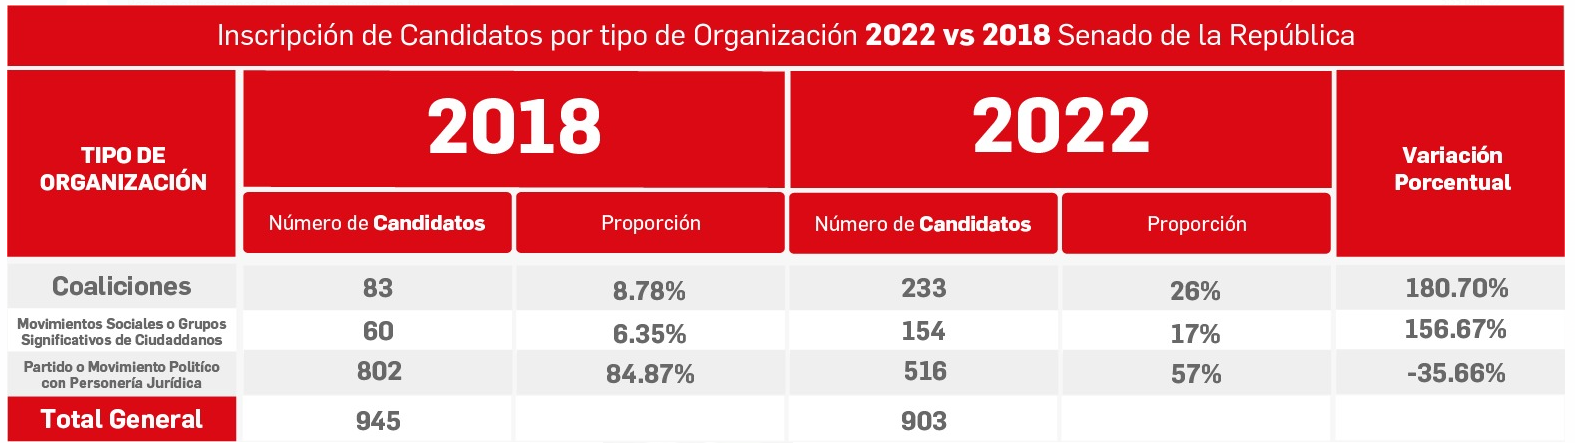 Inscripción de Candidatos por tipo de Organización 2022 vs 2018 Senado de la República
TIPO DE
ORGANIZACIÓN
2018
2022
Variación
Porcentual
Número de Candidatos
Proporción
Número de Candidatos
Proporción
Coaliciones
83
8.78%
233
26%
180.70%
Movimientos Sociales o Grupos
Significativos de Ciudaddanos
60
6.35%
154
17%
156.67%
Partido o Movimiento Politíco
con Personería Jurídica
802
84.87%
516
57%
-35.66%
Total General
945
903